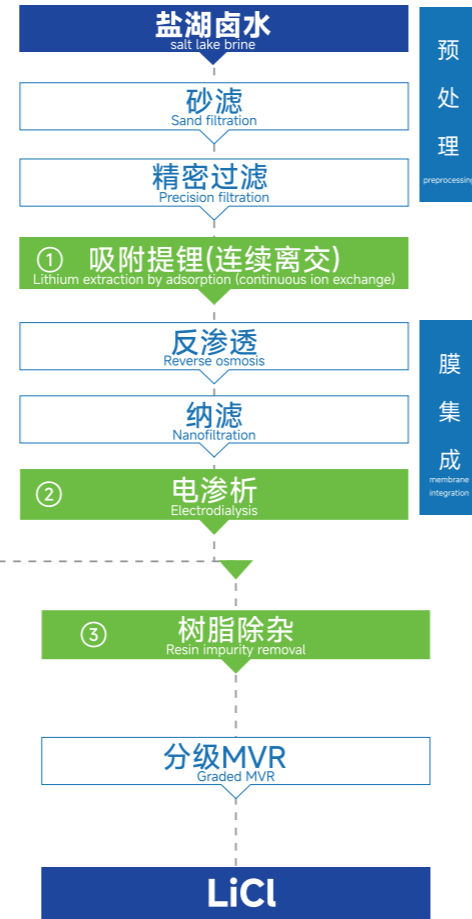 盐湖卤水
salt lake brine
预
处
理
preprocessing
砂滤
Sand filtration
精密过滤
Precision filtration
① 吸附提锂(连续离交)
Lithium extraction by adsorption (continuous ion exchange)
反渗透
Reverse osmosis
纳滤
Nanofiltration
② 电渗析
Electrodialysis
膜
集
成
membrane
integration
③ 树脂除杂
Resin impurity removal
分级MVR
Graded MVR
LiCl